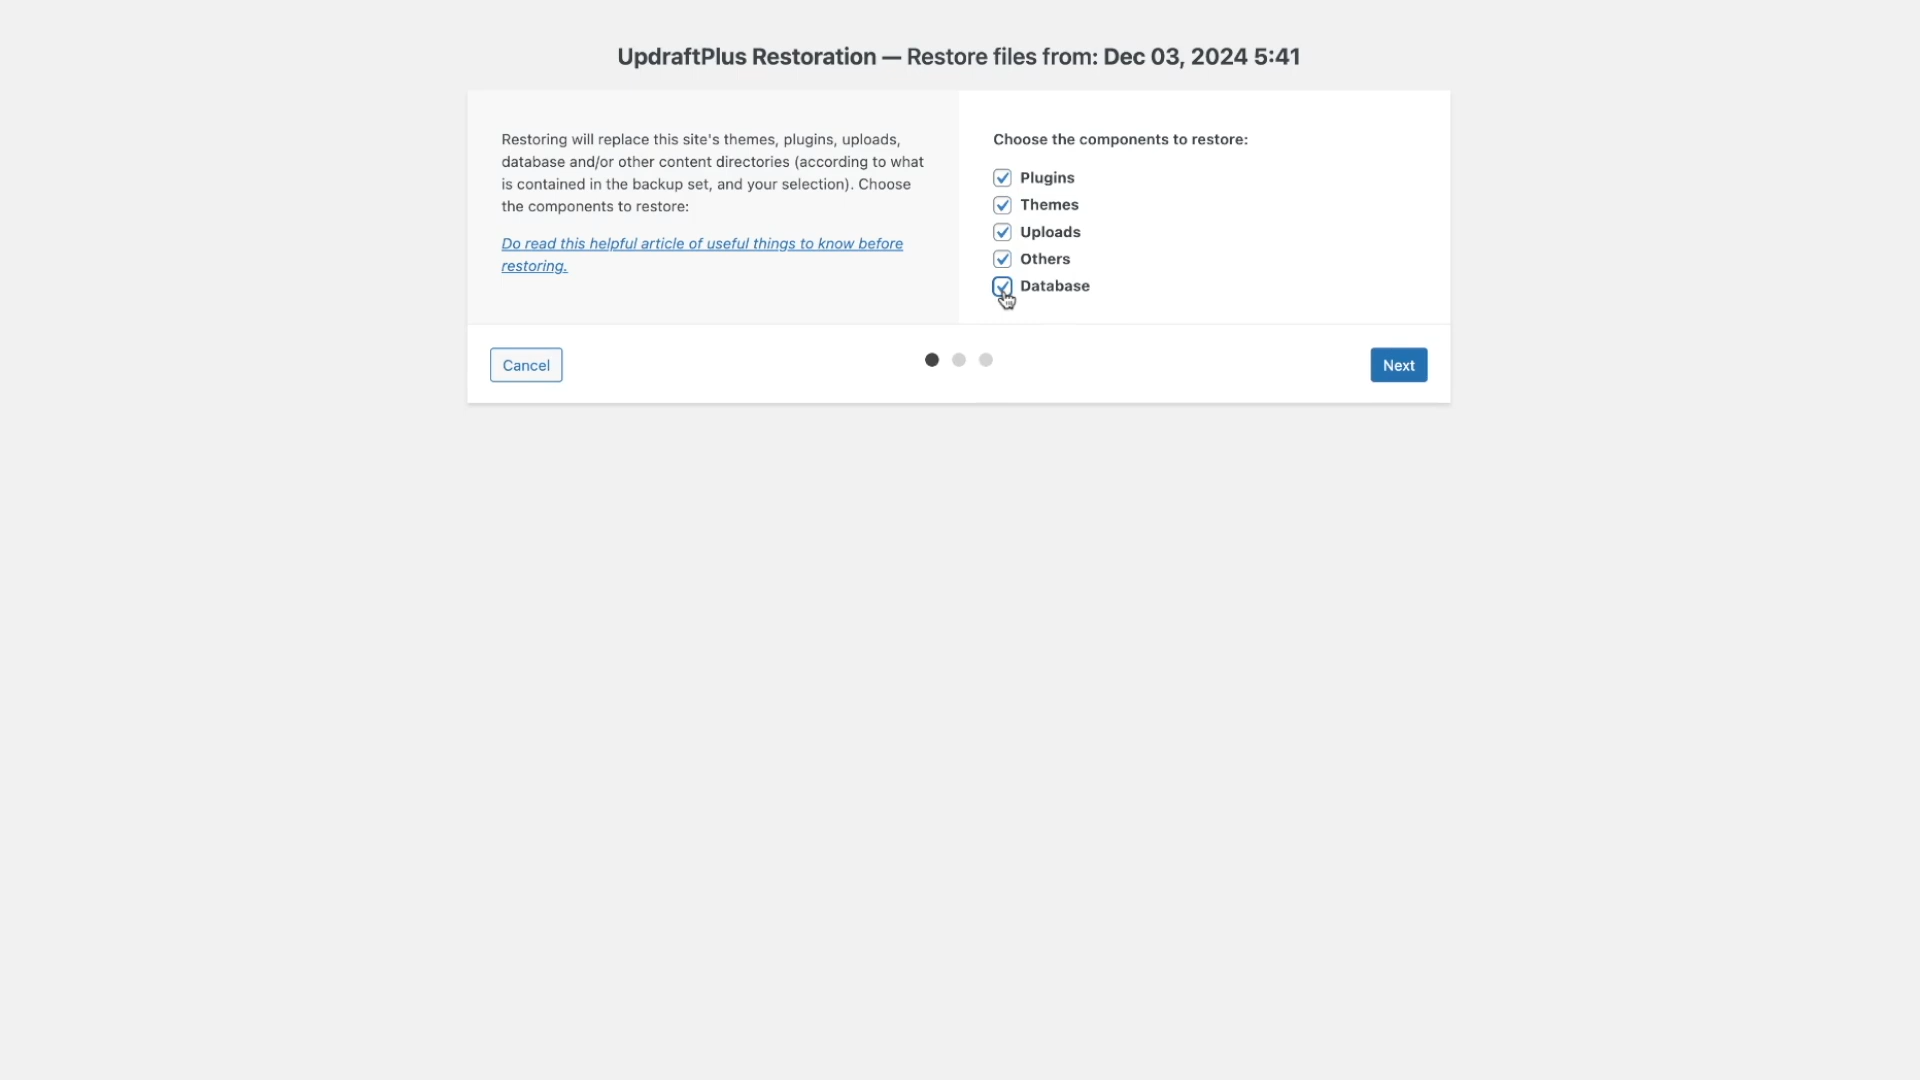 UpdraftPlus Restoration — Restore files from: Dec 03, 2024 5:41
Restoring will replace this site's themes, plugins, uploads,
database and/or other content directories (according to what
is contained in the backup set, and your selection). Choose
the components to restore:
Do read this helpful article of useful things to know before
restoring.
Choose the components to restore:
Plugins
Themes
Uploads
Others
Database
Cancel
Next